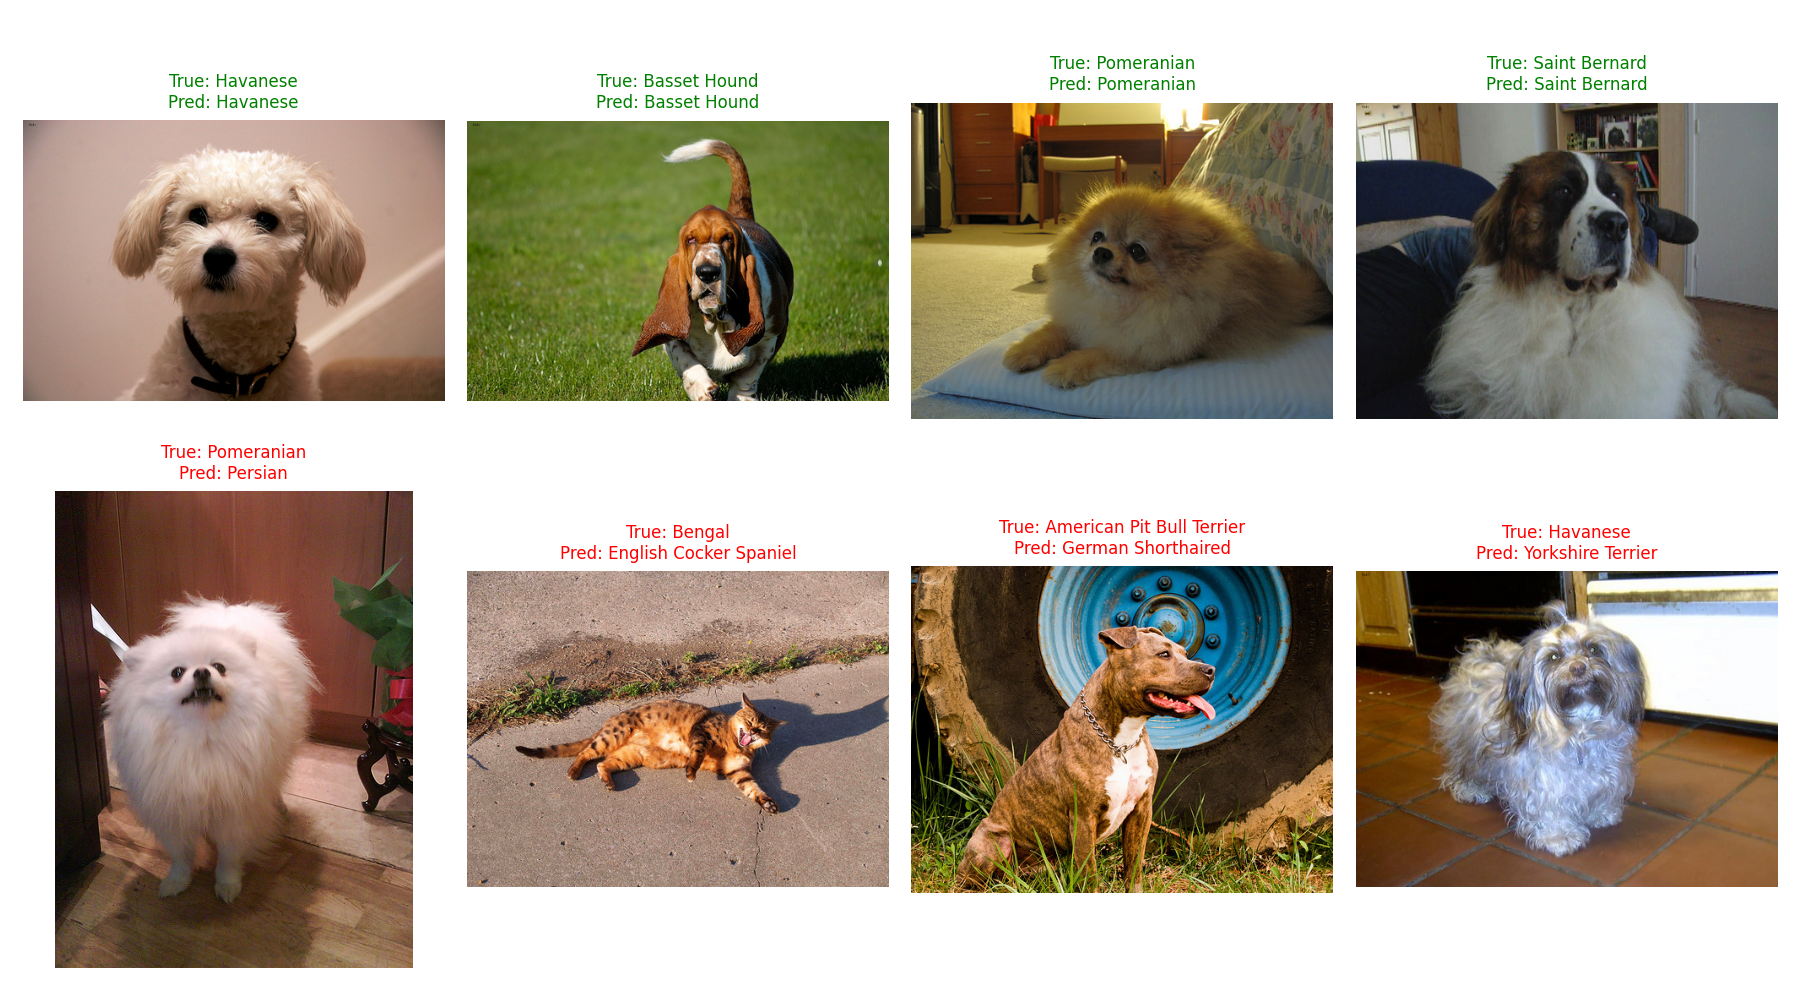 True: Havanese
Pred: Havanese
True: Basset Hound
Pred: Basset Hound
True: Pomeranian
Pred: Pomeranian
True: Saint Bernard
Pred: Saint Bernard
True: Pomeranian
Pred: Persian
True: Bengal
Pred: English Cocker Spaniel
True: American Pit Bull Terrier
Pred: German Shorthaired
True: Havanese
Pred: Yorkshire Terrier